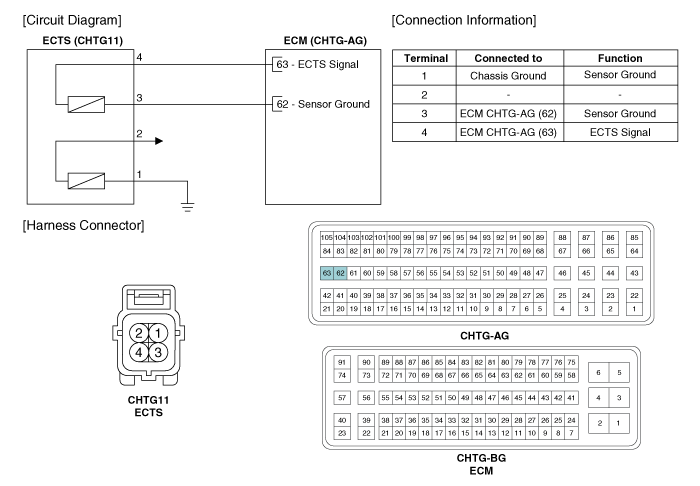 [Circuit Diagram]
[Connection Information]
ECTS (CHTG11)
ECM (CHTG-AG)
4
63 - ECTS Signal
3
62 - Sensor Ground
2
1
Terminal Connected to Function
1 Chassis Ground Sensor Ground
2 - -
3 ECM CHTG-AG (62) Sensor Ground
4 ECM CHTG-AG (63) ECTS Signal
[Harness Connector]
2 1
4 3
CHTG11
ECTS
105 104 103 102 101 100 99 98 97 96 95 94 93 92 91 90 89 88 87 86 85
84 83 82 81 80 79 78 77 76 75 74 73 72 71 70 69 68 67 66 65 64
63 62 61 60 59 58 57 56 55 54 53 52 51 50 49 48 47 46 45 44 43
42 41 40 39 38 37 36 35 34 33 32 31 30 29 28 27 26 25 24 23 22
21 20 19 18 17 16 15 14 13 12 11 10 9 8 7 6 5 4 3 2 1
CHTG-AG
91 90 89 88 87 86 85 84 83 82 81 80 79 78 77 76 75
74 73 72 71 70 69 68 67 66 65 64 63 62 61 60 59 58 6 5
57 56 55 54 53 52 51 50 49 48 47 46 45 44 43 42 41 4 3
40 39 38 37 36 35 34 33 32 31 30 29 28 27 26 25 24 2 1
23 22 21 20 19 18 17 16 15 14 13 12 11 10 9 8 7
CHTG-BG
ECM